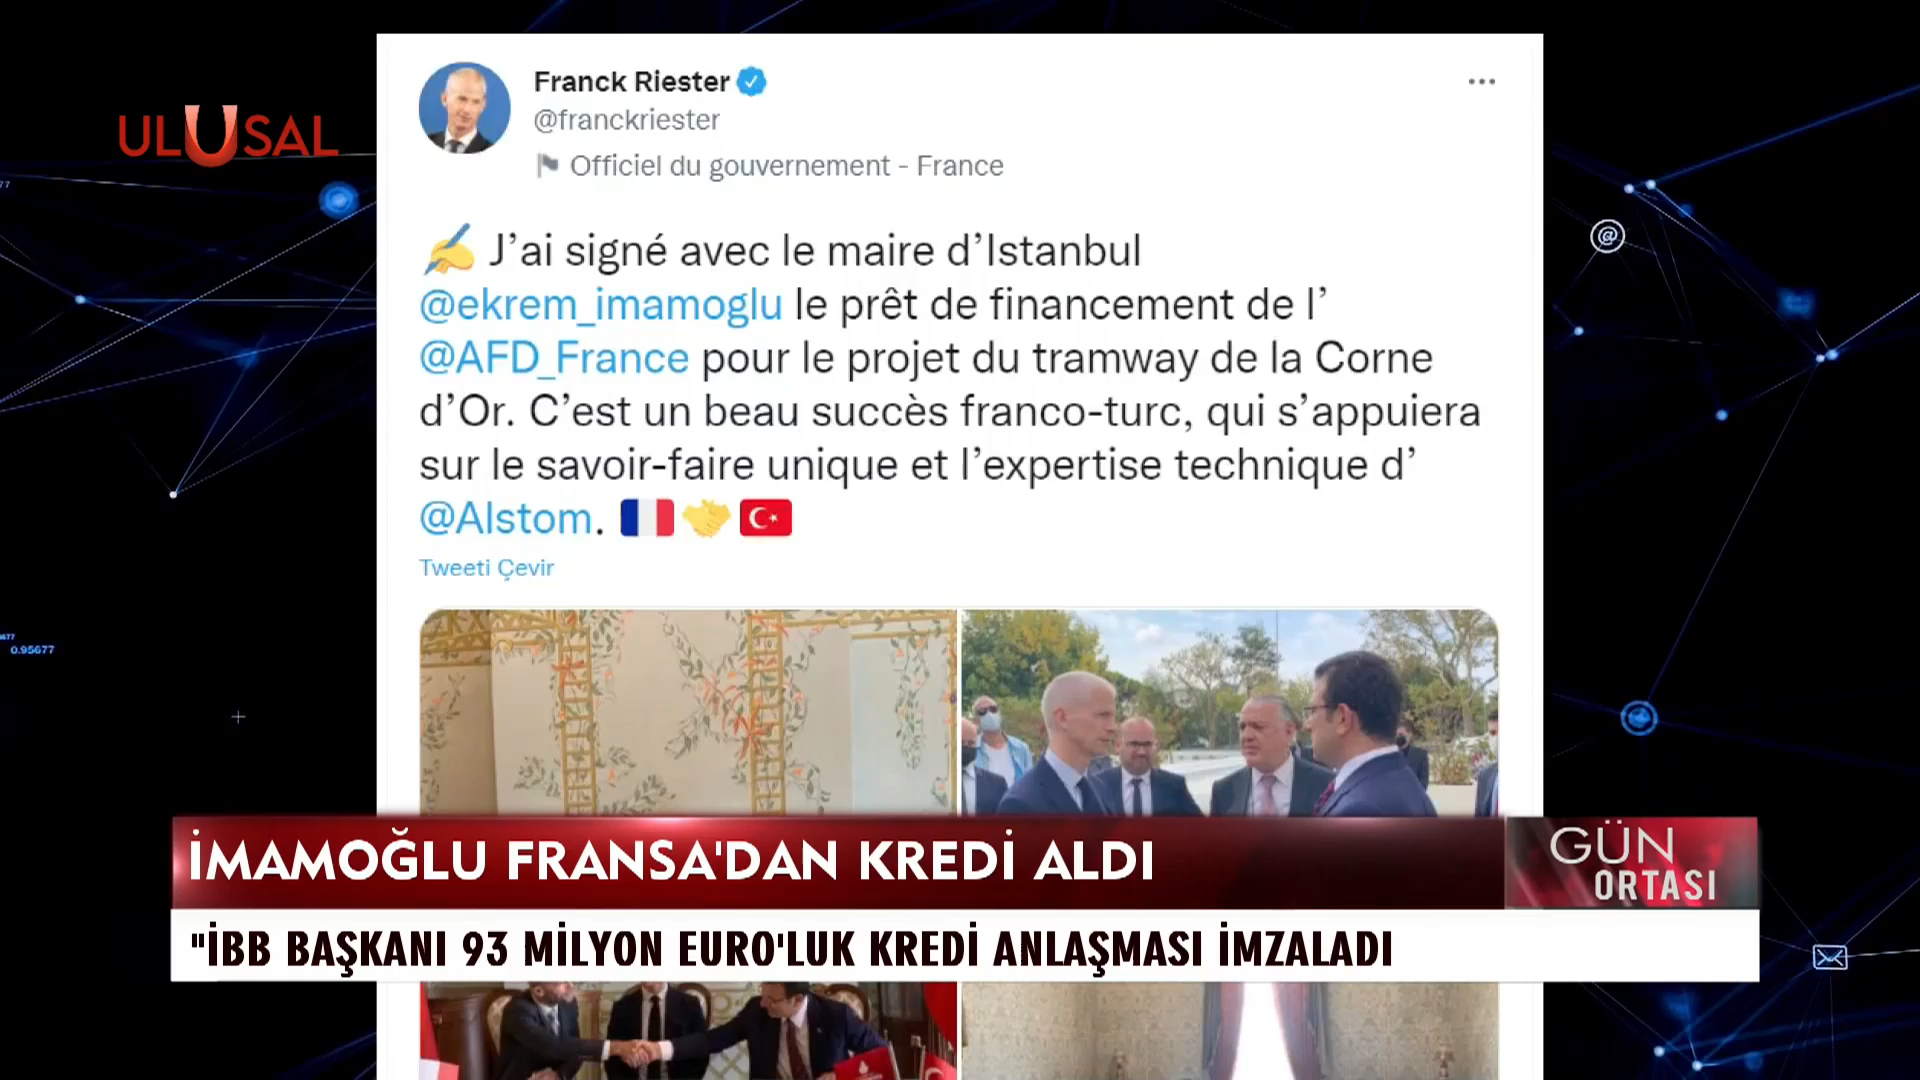 ULUSAL
Franck Riester
@franckriester
Officiel du gouvernement - France
J’ai signé avec le maire d’Istanbul
@ekrem_imamoglu le prêt de financement de l’
@AFD_France pour le projet du tramway de la Corne
d’Or. C’est un beau succès franco-turc, qui s’appuiera
sur le savoir-faire unique et l’expertise technique d’
@Alstom.
Tweeti Çevir
0.95677
İMAMOĞLU FRANSA'DAN KREDİ ALDI
GÜN
ORTASI
"İBB BAŞKANI 93 MİLYON EURO'LUK KREDİ ANLAŞMASI İMZALADI